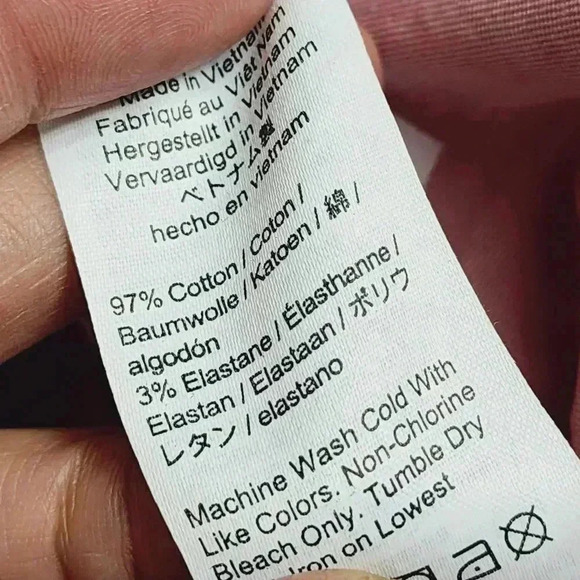 Made in Vietnam
Fabriqué au Việt Nam
Hergestellt in Vietnam
Vervaardigd in Vietnam
ベトナム製
hecho en vietnam
97% Cotton / Coton /
Baumwolle / Katoen / 綿 /
algodón
3% Elastane / Élasthanne /
Elastan / Elastaan / ポリウ
レタン / elastano
Machine Wash Cold With
Like Colors. Non-Chlorine
Bleach Only. Tumble Dry
Iron on Lowest